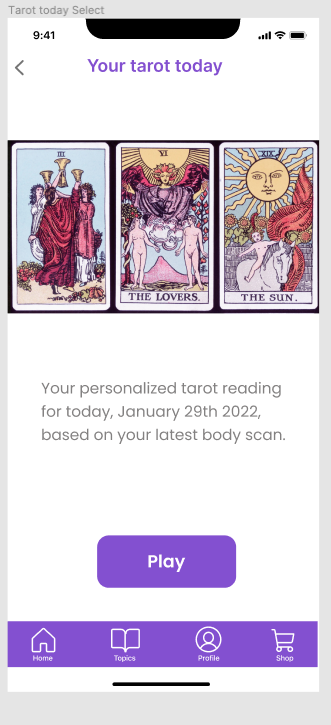 Tarot today Select
9:41
Your tarot today
III
VI
XIX
THE LOVERS.
THE SUN.
Your personalized tarot reading
for today, January 29th 2022,
based on your latest body scan.
Play
Home
Topics
Profile
Shop